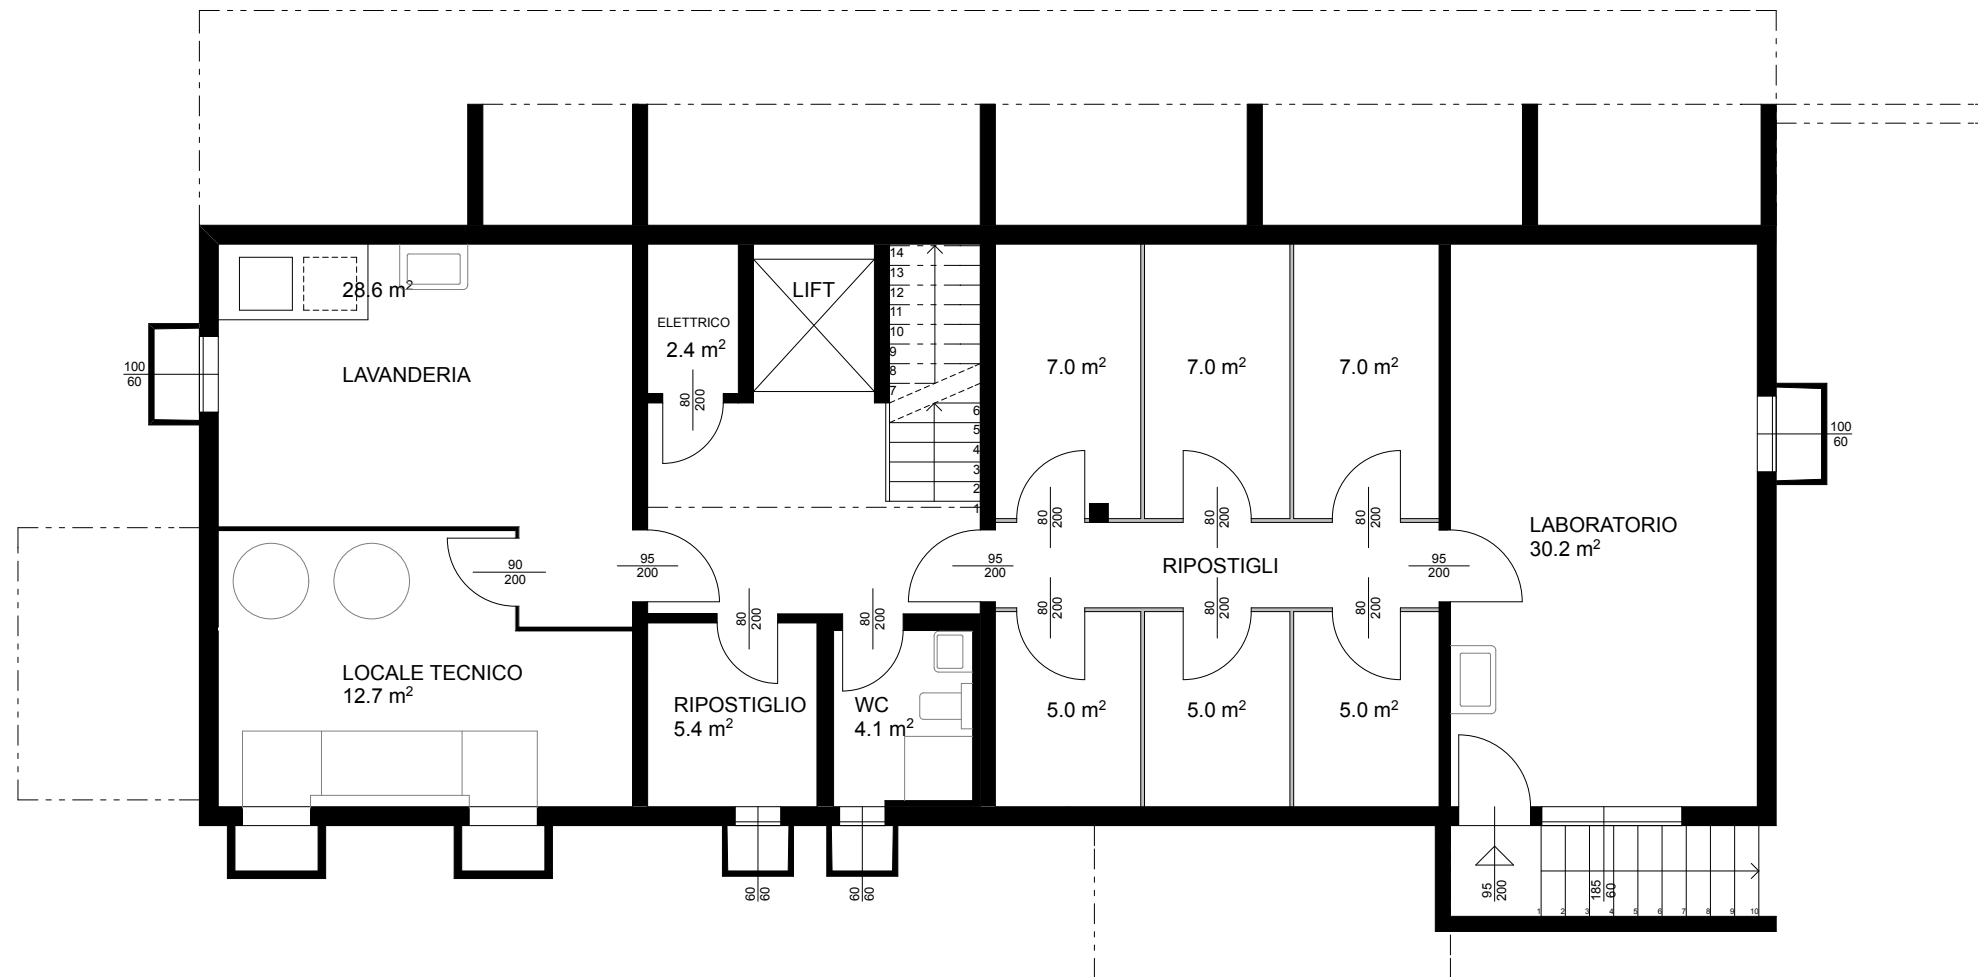 14
13
12
11
10
9
8
7
6
5
4
3
2
1
28.6 m²
LIFT
ELETTRICO
2.4 m²
80
200
LAVANDERIA
100
60
7.0 m²
7.0 m²
7.0 m²
100
60
80
200
80
200
80
200
LABORATORIO
30.2 m²
90
200
95
200
95
200
RIPOSTIGLI
95
200
80
200
80
200
80
200
80
200
80
200
LOCALE TECNICO
12.7 m²
RIPOSTIGLIO
5.4 m²
WC
4.1 m²
5.0 m²
5.0 m²
5.0 m²
60
60
60
60
95
200
185
60
1 2 3 4 5 6 7 8 9 10